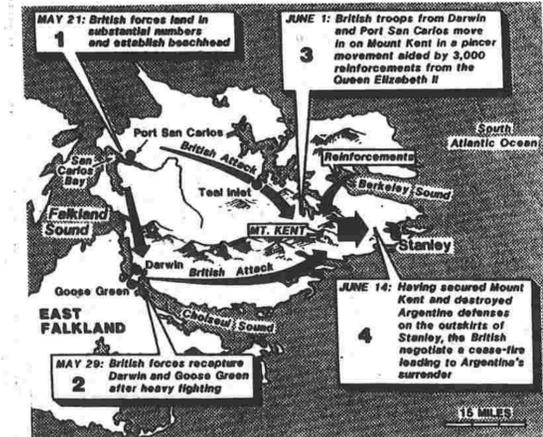 MAY 21: British forces land in
substantial numbers
and establish beachhead
1
JUNE 1: British troops from Darwin
and Port San Carlos move
in on Mount Kent in a pincer
movement aided by 3,000
reinforcements from the
Queen Elizabeth II
3
Port San Carlos
San
Carlos
Bay
British Attack
Teal Inlet
Reinforcements
South
Atlantic Ocean
Berkeley Sound
Falkland
Sound
MT. KENT
Stanley
Darwin
British Attack
Goose Green
Choiseul Sound
EAST
FALKLAND
JUNE 14: Having secured Mount
Kent and destroyed
Argentine defenses
on the outskirts of
Stanley, the British
negotiate a cease-fire
leading to Argentina's
surrender
4
MAY 29: British forces recapture
Darwin and Goose Green
after heavy fighting
2
15 MILES